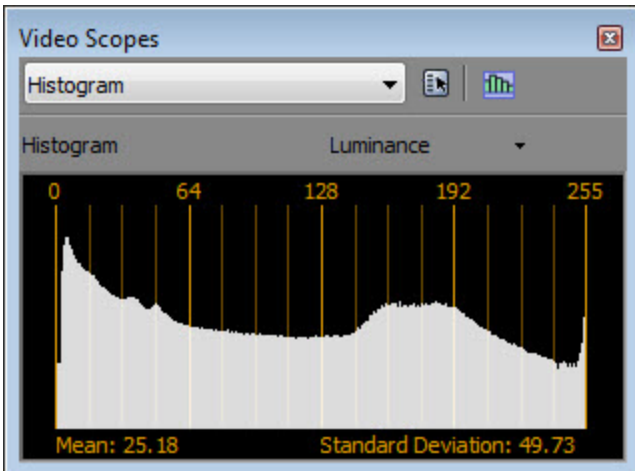 Video Scopes
Histogram
Histogram Luminance
0 64 128 192 255
Mean: 25.18 Standard Deviation: 49.73